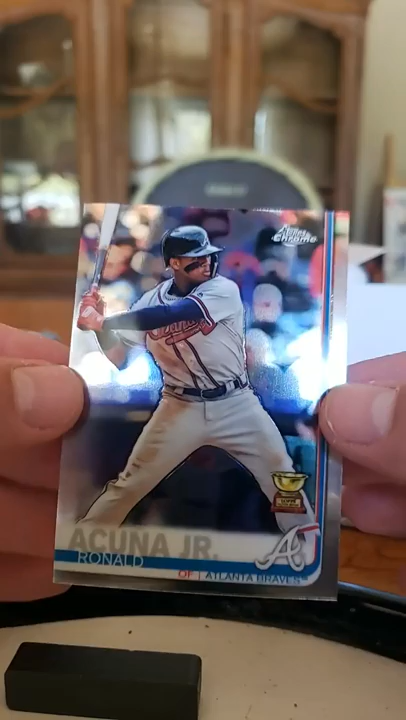 Topps
Chrome
ACUNA JR.
RONALD
OF | ATLANTA BRAVES